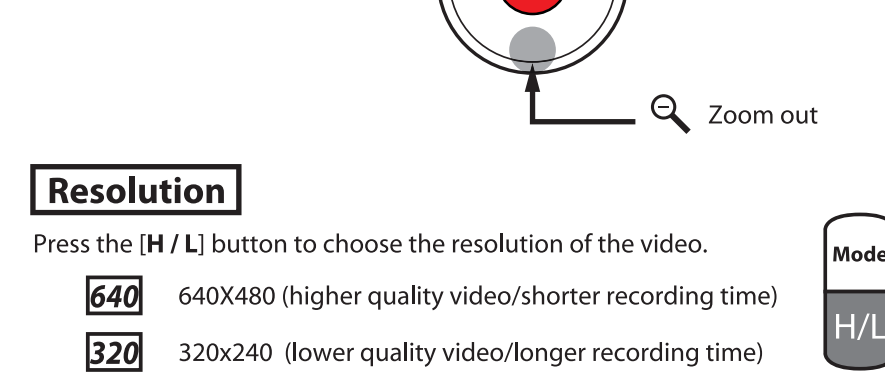 Zoom out
Resolution
Press the [H / L] button to choose the resolution of the video.
640 640X480 (higher quality video/shorter recording time)
320 320x240 (lower quality video/longer recording time)
Mode
H/L